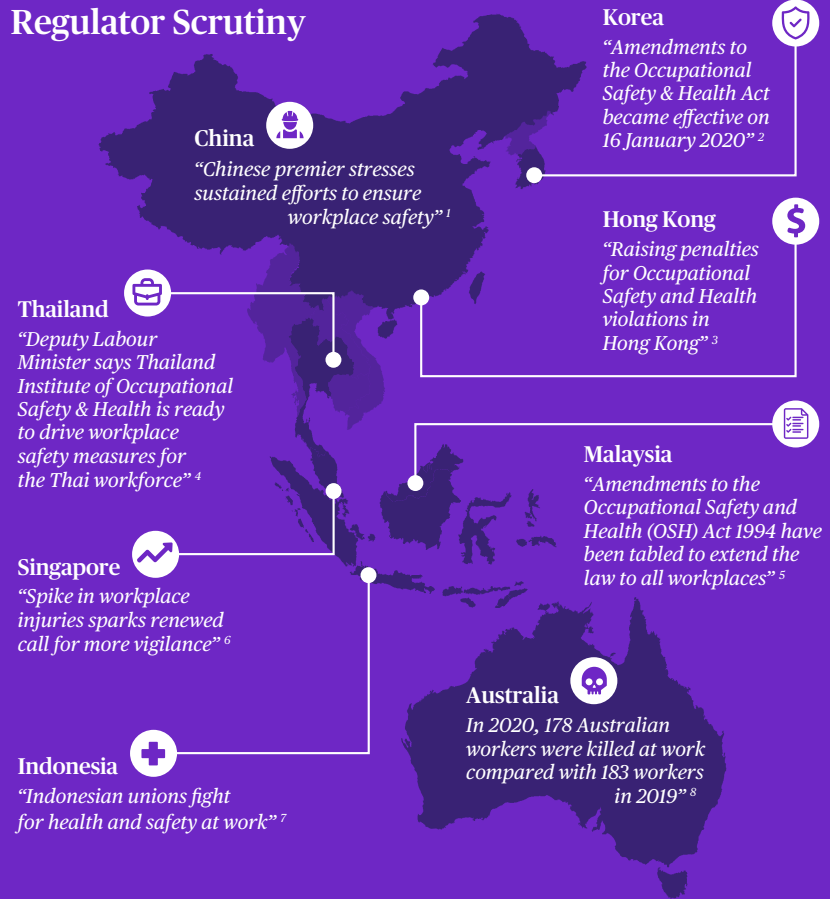 Regulator Scrutiny
Korea
“Amendments to
the Occupational
Safety & Health Act
became effective on
16 January 2020” 2
China
“Chinese premier stresses
sustained efforts to ensure
workplace safety” 1
Hong Kong
“Raising penalties
for Occupational
Safety and Health
violations in
Hong Kong” 3
Thailand
“Deputy Labour
Minister says Thailand
Institute of Occupational
Safety & Health is ready
to drive workplace
safety measures for
the Thai workforce” 4
Malaysia
“Amendments to the
Occupational Safety and
Health (OSH) Act 1994 have
been tabled to extend the
law to all workplaces” 5
Singapore
“Spike in workplace
injuries sparks renewed
call for more vigilance” 6
Australia
In 2020, 178 Australian
workers were killed at work
compared with 183 workers
in 2019” 8
Indonesia
“Indonesian unions fight
for health and safety at work” 7